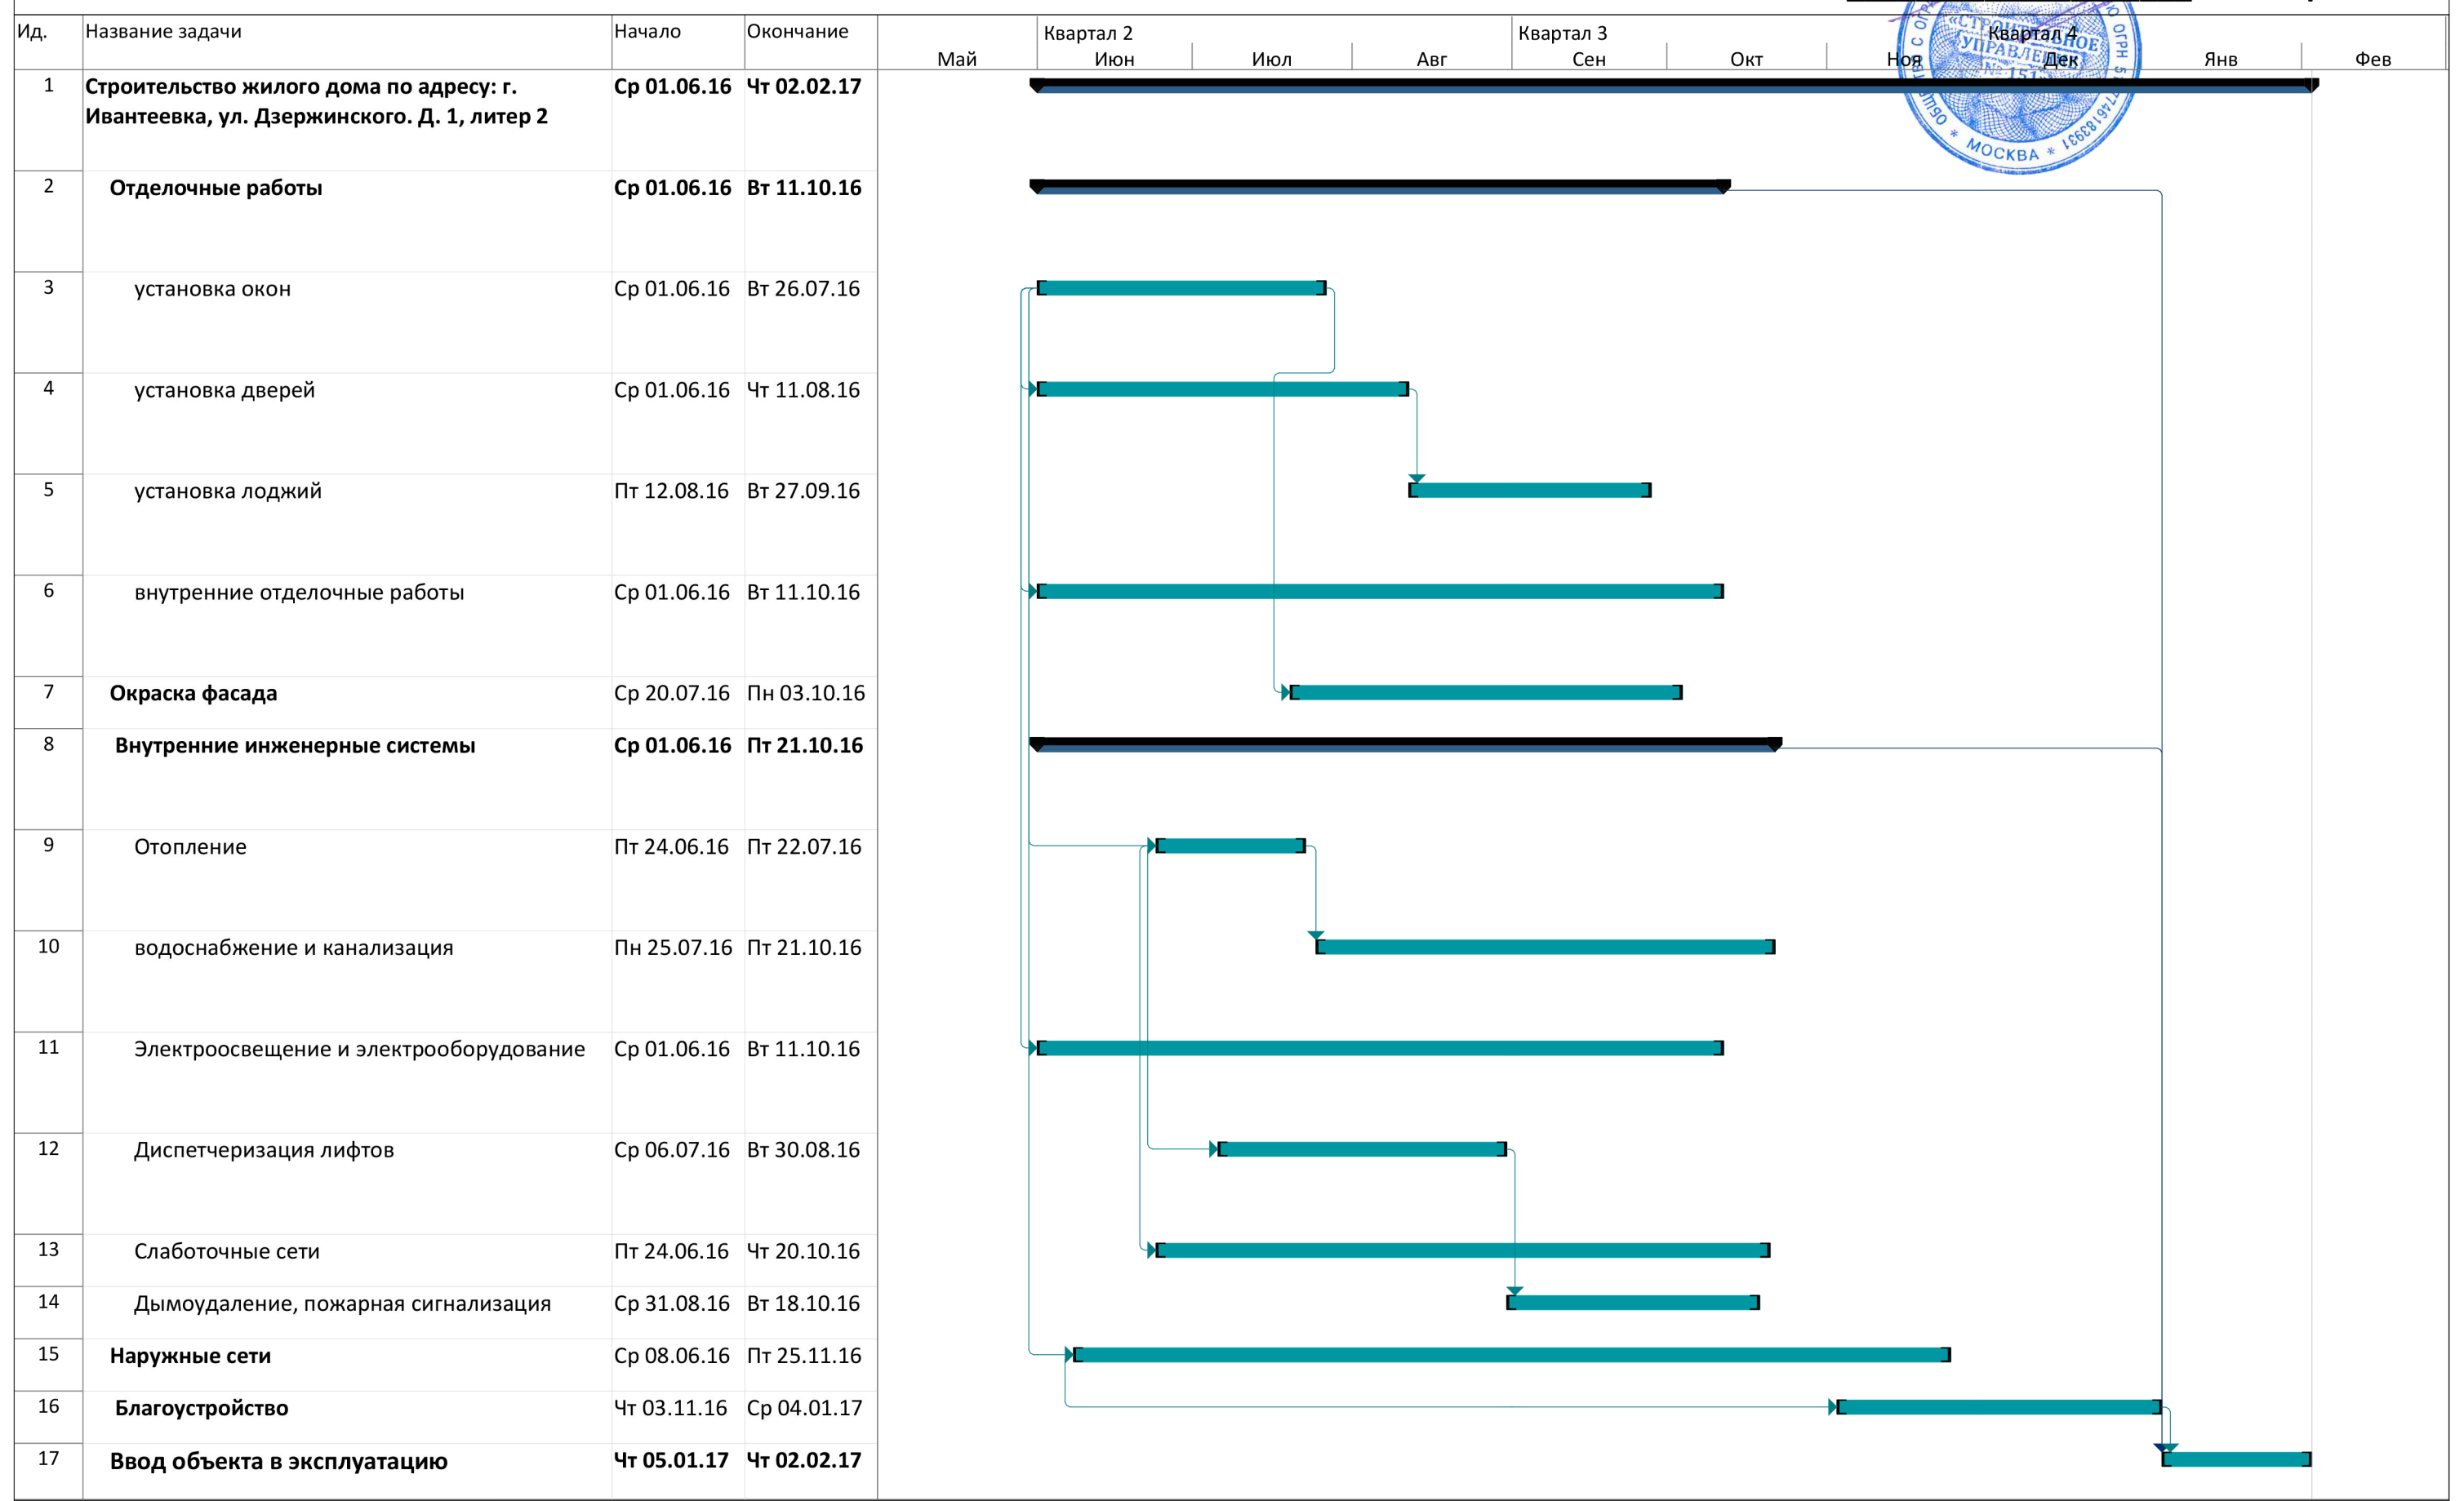 Ид. Название задачи Начало Окончание Квартал 2 Квартал 3 Квартал 4
Май Июн Июл Авг Сен Окт Ноя Дек Янв Фев
1 Строительство жилого дома по адресу: г. Ср 01.06.16 Чт 02.02.17
Ивантеевка, ул. Дзержинского. Д. 1, литер 2
2 Отделочные работы Ср 01.06.16 Вт 11.10.16
3 установка окон Ср 01.06.16 Вт 26.07.16
4 установка дверей Ср 01.06.16 Чт 11.08.16
5 установка лоджий Пт 12.08.16 Вт 27.09.16
6 внутренние отделочные работы Ср 01.06.16 Вт 11.10.16
7 Окраска фасада Ср 20.07.16 Пн 03.10.16
8 Внутренние инженерные системы Ср 01.06.16 Пт 21.10.16
9 Отопление Пт 24.06.16 Пт 22.07.16
10 водоснабжение и канализация Пн 25.07.16 Пт 21.10.16
11 Электроосвещение и электрооборудование Ср 01.06.16 Вт 11.10.16
12 Диспетчеризация лифтов Ср 06.07.16 Вт 30.08.16
13 Слаботочные сети Пт 24.06.16 Чт 20.10.16
14 Дымоудаление, пожарная сигнализация Ср 31.08.16 Вт 18.10.16
15 Наружные сети Ср 08.06.16 Пт 25.11.16
16 Благоустройство Чт 03.11.16 Ср 04.01.17
17 Ввод объекта в эксплуатацию Чт 05.01.17 Чт 02.02.17
«СТРОИТЕЛЬНОЕ
УПРАВЛЕНИЕ
* МОСКВА *